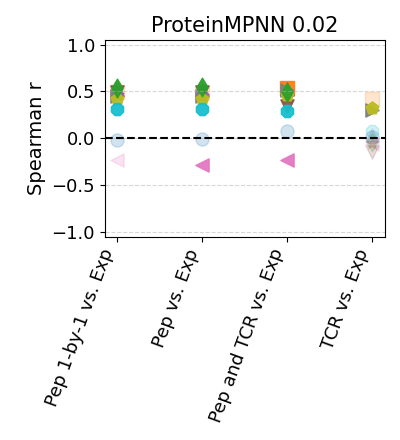 ProteinMPNN 0.02
Spearman r
1.0
0.5
0.0
−0.5
−1.0
Pep 1-by-1 vs. Exp
Pep vs. Exp
Pep and TCR vs. Exp
TCR vs. Exp